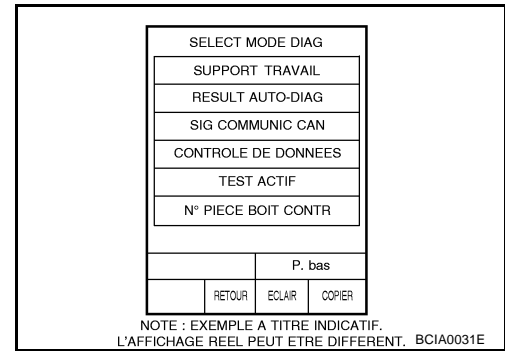 SELECT MODE DIAG
SUPPORT TRAVAIL
RESULT AUTO-DIAG
SIG COMMUNIC CAN
CONTROLE DE DONNEES
TEST ACTIF
N° PIECE BOIT CONTR
P. bas
RETOUR ECLAIR COPIER
NOTE : EXEMPLE A TITRE INDICATIF.
L'AFFICHAGE REEL PEUT ETRE DIFFERENT. BCIA0031E